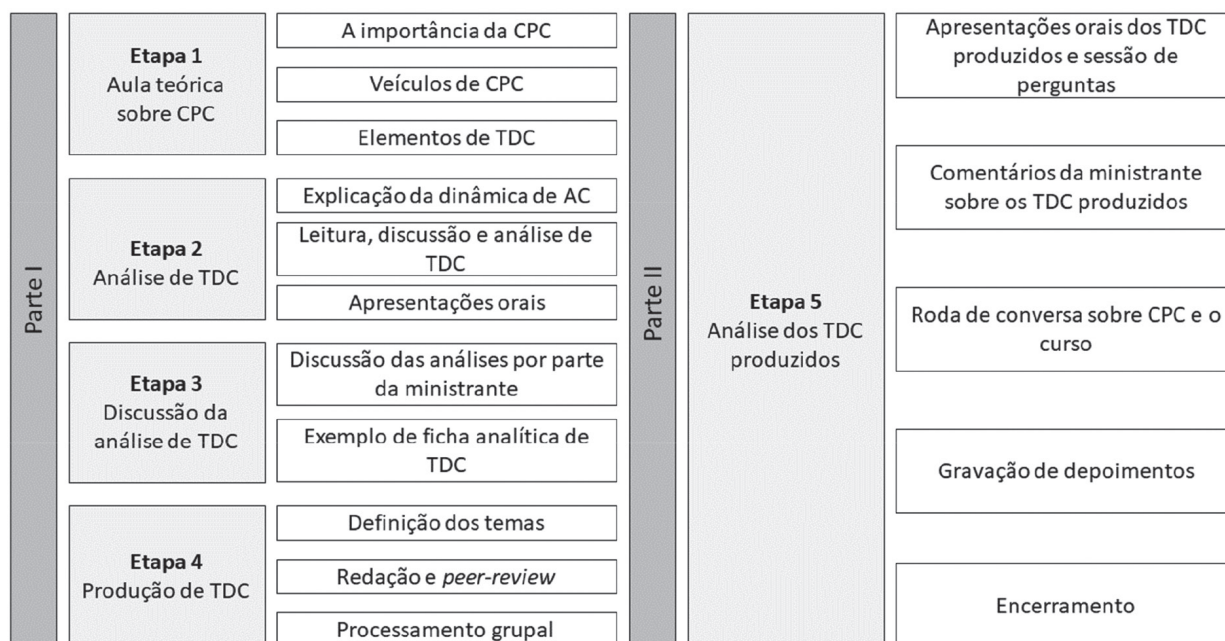 Parte I
Etapa 1
Aula teórica
sobre CPC
A importância da CPC
Veículos de CPC
Elementos de TDC
Etapa 2
Análise de TDC
Explicação da dinâmica de AC
Leitura, discussão e análise de
TDC
Apresentações orais
Etapa 3
Discussão da
análise de TDC
Discussão das análises por parte
da ministrante
Exemplo de ficha analítica de
TDC
Etapa 4
Produção de TDC
Definição dos temas
Redação e peer-review
Processamento grupal
Parte II
Etapa 5
Análise dos TDC
produzidos
Apresentações orais dos TDC
produzidos e sessão de
perguntas
Comentários da ministrante
sobre os TDC produzidos
Roda de conversa sobre CPC e o
curso
Gravação de depoimentos
Encerramento